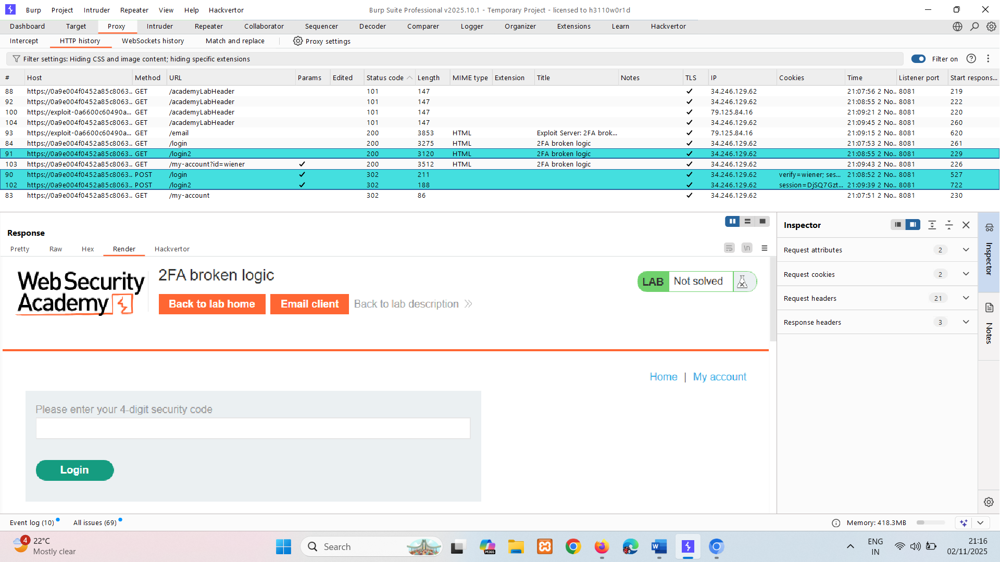 Burp Project Intruder Repeater View Help Hackvertor Burp Suite Professional v2025.10.1 - Temporary Project - licensed to h3110w0r1d
Dashboard Target Proxy Intruder Repeater Collaborator Sequencer Decoder Comparer Logger Organizer Extensions Learn Hackvertor
Intercept HTTP history WebSockets history Match and replace Proxy settings
Filter settings: Hiding CSS and image content; hiding specific extensions Filter on
# Host Method URL Params Edited Status code Length MIME type Extension Title Notes TLS IP Cookies Time Listener port Start respons...
88 https://0a9e004f0452a85c8063... GET /academyLabHeader 101 147 ✓ 34.246.129.62 21:07:56 2 No... 8081 219
92 https://0a9e004f0452a85c8063... GET /academyLabHeader 101 147 ✓ 34.246.129.62 21:08:55 2 No... 8081 222
100 https://exploit-0a6600c60490a... GET /academyLabHeader 101 147 ✓ 79.125.84.16 21:09:21 2 No... 8081 220
104 https://0a9e004f0452a85c8063... GET /academyLabHeader 101 147 ✓ 34.246.129.62 21:09:45 2 No... 8081 260
93 https://exploit-0a6600c60490a... GET /email 200 3853 HTML Exploit Server: 2FA brok... ✓ 79.125.84.16 21:09:15 2 No... 8081 620
84 https://0a9e004f0452a85c8063... GET /login 200 3275 HTML 2FA broken logic ✓ 34.246.129.62 21:07:53 2 No... 8081 261
91 https://0a9e004f0452a85c8063... GET /login2 200 3120 HTML 2FA broken logic ✓ 34.246.129.62 21:08:55 2 No... 8081 229
103 https://0a9e004f0452a85c8063... GET /my-account?id=wiener ✓ 200 3512 HTML 2FA broken logic ✓ 34.246.129.62 21:09:43 2 No... 8081 226
90 https://0a9e004f0452a85c8063... POST /login ✓ 302 211 ✓ 34.246.129.62 verify=wiener; ses... 21:08:52 2 No... 8081 527
102 https://0a9e004f0452a85c8063... POST /login2 ✓ 302 188 ✓ 34.246.129.62 session=DjSQ7Gzt... 21:09:39 2 No... 8081 722
83 https://0a9e004f0452a85c8063... GET /my-account 302 86 ✓ 34.246.129.62 21:07:51 2 No... 8081 230
Response
Pretty Raw Hex Render Hackvertor
\n
Web Security
Academy
2FA broken logic
Back to lab home Email client Back to lab description
LAB Not solved
Home | My account
Please enter your 4-digit security code
Login
Inspector
Request attributes 2
Request cookies 2
Request headers 21
Response headers 3
Inspector
Notes
Event log (10) All issues (69) Memory: 418.3MB
4 22°C
Mostly clear
Search
M365
ENG
IN
21:16
02/11/2025